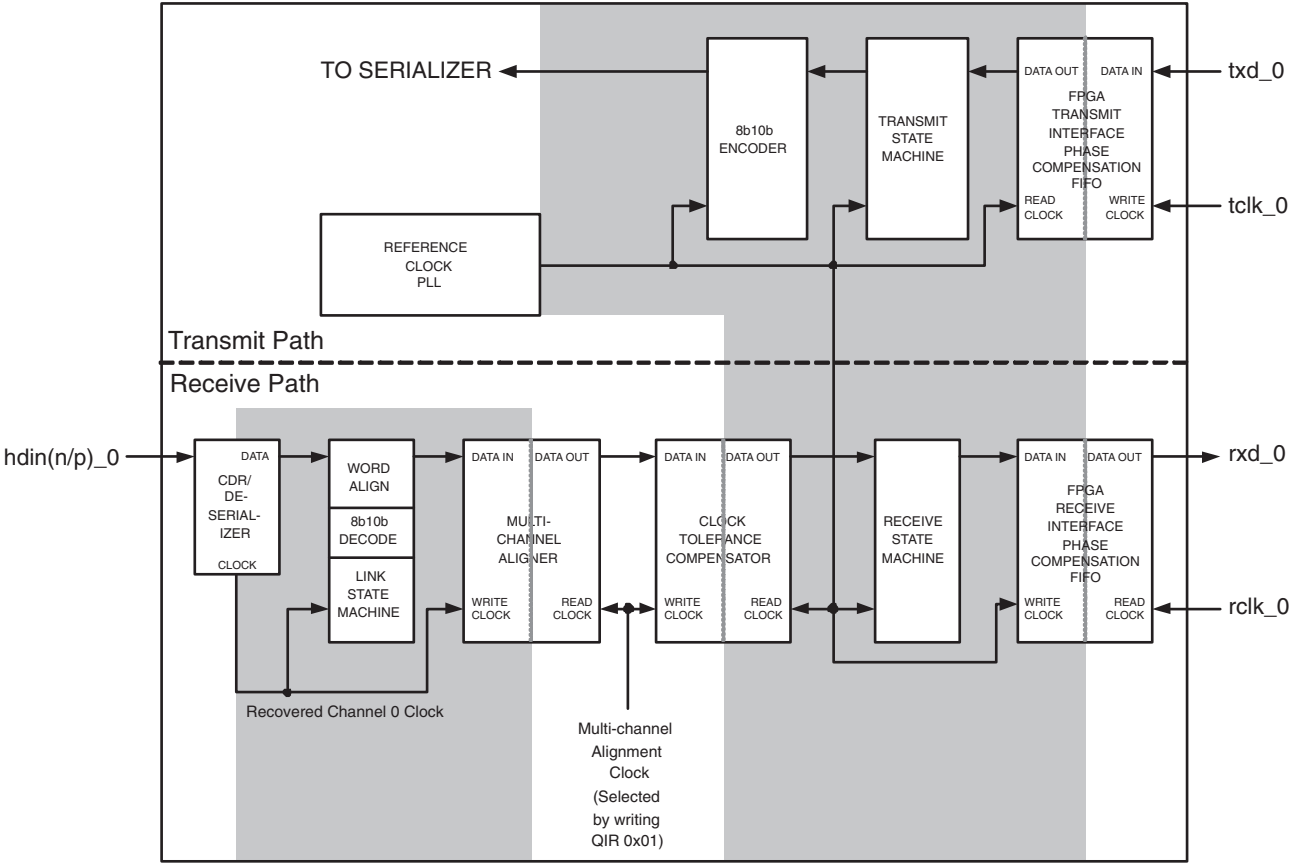 TO SERIALIZER
8b10b
ENCODER
TRANSMIT
STATE
MACHINE
DATA OUT
DATA IN
FPGA
TRANSMIT
INTERFACE
PHASE
COMPENSATION
FIFO
READ
CLOCK
WRITE
CLOCK
txd_0
tclk_0
REFERENCE
CLOCK
PLL
Transmit Path
Receive Path
hdin(n/p)_0
DATA
CDR/
DE-
SERIAL-
IZER
CLOCK
WORD
ALIGN
8b10b
DECODE
LINK
STATE
MACHINE
DATA IN
DATA OUT
MULTI-
CHANNEL
ALIGNER
WRITE
CLOCK
READ
CLOCK
DATA IN
DATA OUT
CLOCK
TOLERANCE
COMPENSATOR
WRITE
CLOCK
READ
CLOCK
RECEIVE
STATE
MACHINE
DATA IN
DATA OUT
FPGA
RECEIVE
INTERFACE
PHASE
COMPENSATION
FIFO
WRITE
CLOCK
READ
CLOCK
rxd_0
rclk_0
Recovered Channel 0 Clock
Multi-channel
Alignment
Clock
(Selected
by writing
QIR 0x01)